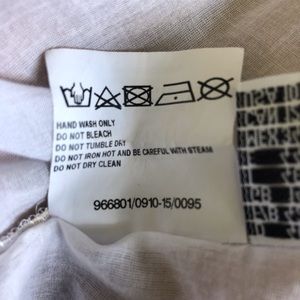 HAND WASH ONLY
DO NOT BLEACH
DO NOT TUMBLE DRY
DO NOT IRON HOT AND BE CAREFUL WITH STEAM
DO NOT DRY CLEAN
966801/0910-15/0095